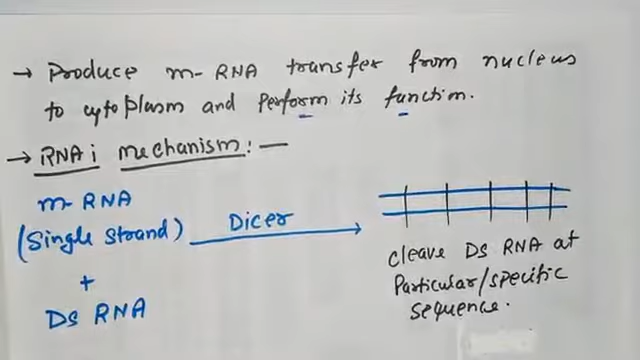 → Produce m-RNA transfer from nucleus
to cytoplasm and perform its function.
→ RNA i mechanism:-
m-RNA
(Single strand) Dicer
+
Ds RNA
cleave Ds RNA at
Particular/specific
sequence.